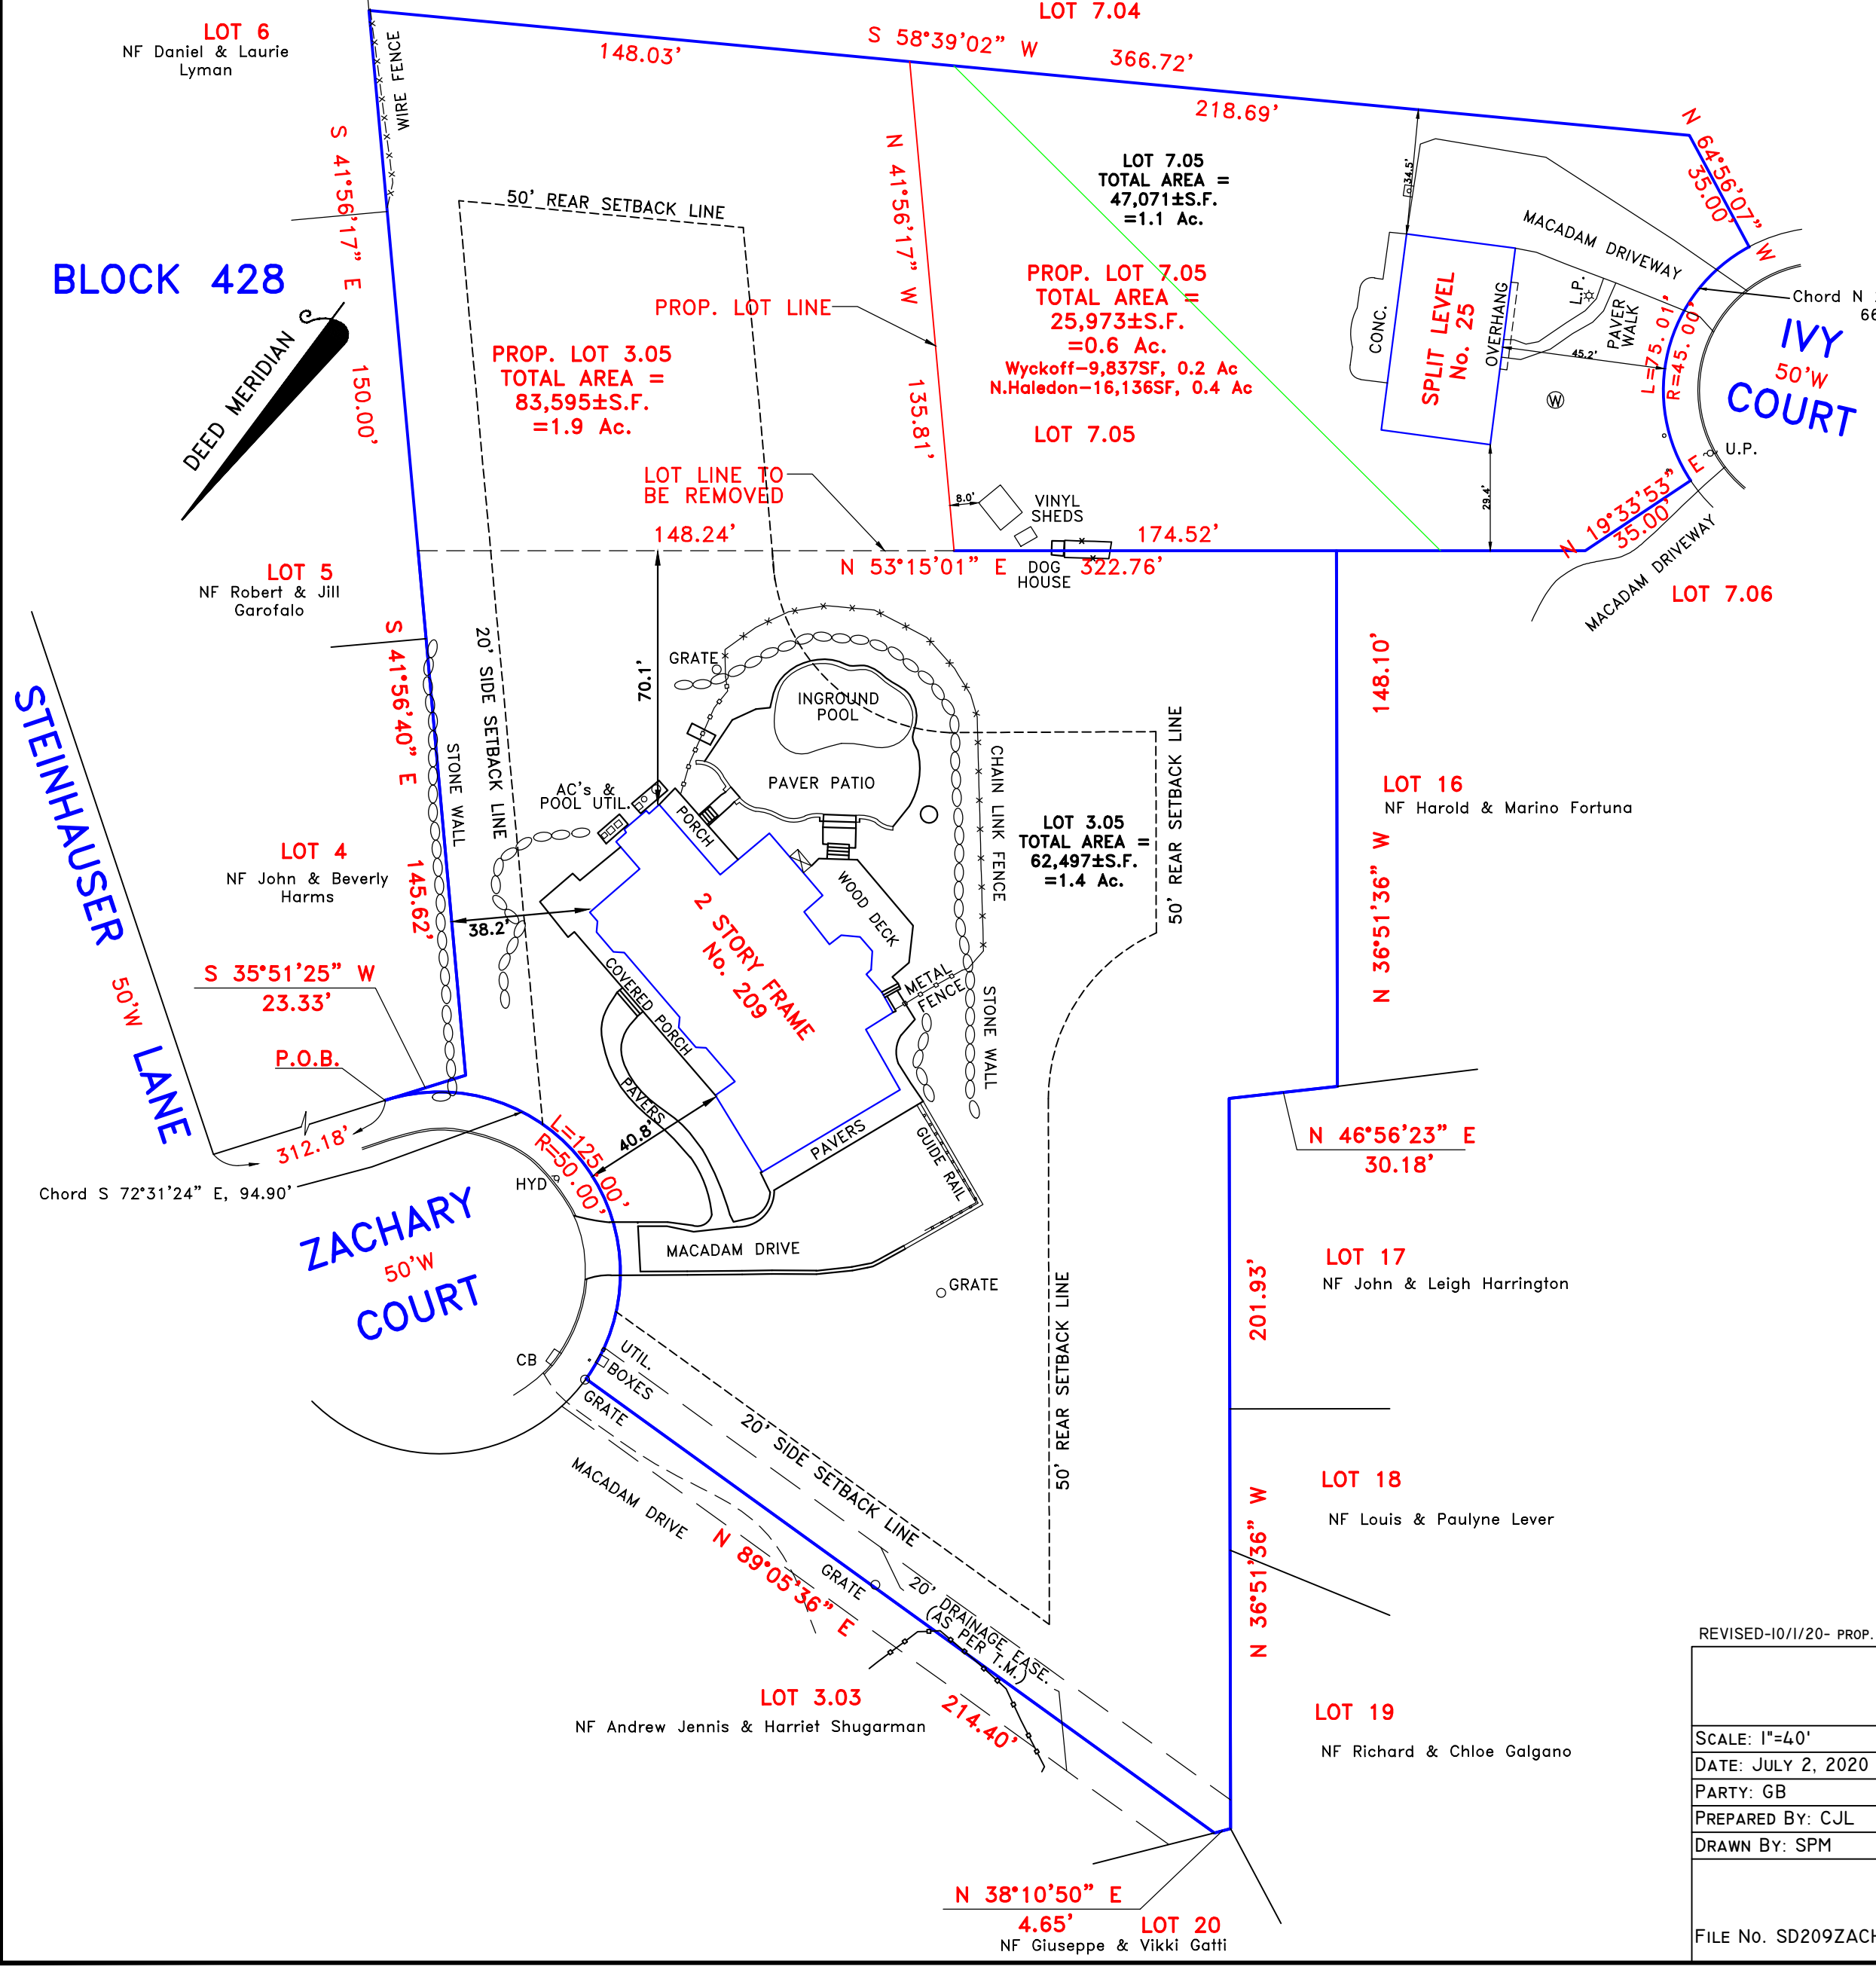 LOT 7.04
LOT 6
NF Daniel & Laurie
Lyman
WIRE FENCE
148.03'
S 58°39'02" W
366.72'
218.69'
N 64°56'07" W
35.00'
S 41°56'17" E
150.00'
50' REAR SETBACK LINE
N 41°56'17" W
135.81'
LOT 7.05
TOTAL AREA =
47,071±S.F.
=1.1 Ac.
34.5'
MACADAM DRIVEWAY
BLOCK 428
DEED MERIDIAN
PROP. LOT LINE
PROP. LOT 7.05
TOTAL AREA =
25,973±S.F.
=0.6 Ac.
Wyckoff-9,837SF, 0.2 Ac
N.Haledon-16,136SF, 0.4 Ac
LOT 7.05
PROP. LOT 3.05
TOTAL AREA =
83,595±S.F.
=1.9 Ac.
CONC.
SPLIT LEVEL
No. 25
OVERHANG
L.P.
PAVER
WALK
45.2'
L=75.01'
R=45.00'
Chord N
66
IVY
50'W
COURT
W
U.P.
LOT LINE TO
BE REMOVED
148.24'
8.0'
VINYL
SHEDS
174.52'
29.4'
N 19°33'53" E
35.00'
MACADAM DRIVEWAY
N 53°15'01" E
322.76'
DOG
HOUSE
LOT 7.06
LOT 5
NF Robert & Jill
Garofalo
S 41°56'40" E
145.62'
20' SIDE SETBACK LINE
STONE WALL
70.1'
GRATE
INGROUND
POOL
PAVER PATIO
CHAIN LINK FENCE
50' REAR SETBACK LINE
148.10'
N 36°51'36" W
LOT 16
NF Harold & Marino Fortuna
STEINHAUSER
50'W
LANE
AC's &
POOL UTIL.
PORCH
LOT 3.05
TOTAL AREA =
62,497±S.F.
=1.4 Ac.
LOT 4
NF John & Beverly
Harms
38.2'
WOOD DECK
2 STORY FRAME
No. 209
COVERED PORCH
METAL
FENCE
STONE WALL
S 35°51'25" W
23.33'
P.O.B.
312.18'
Chord S 72°31'24" E, 94.90'
L=125.00'
R=50.00'
PAVERS
40.8'
PAVERS
GUIDE RAIL
HYD
N 46°56'23" E
30.18'
ZACHARY
50'W
COURT
MACADAM DRIVE
GRATE
201.93'
LOT 17
NF John & Leigh Harrington
50' REAR SETBACK LINE
CB
UTIL.
BOXES
GRATE
20' SIDE SETBACK LINE
MACADAM DRIVE
N 89°05'36" E
214.40'
GRATE
20' DRAINAGE EASE.
(AS PER T.M.)
LOT 18
NF Louis & Paulyne Lever
N 36°51'36" W
LOT 3.03
NF Andrew Jennis & Harriet Shugarman
LOT 19
NF Richard & Chloe Galgano
N 38°10'50" E
4.65'
LOT 20
NF Giuseppe & Vikki Gatti
REVISED-10/1/20- PROP.
SCALE: 1"=40'
DATE: JULY 2, 2020
PARTY: GB
PREPARED BY: CJL
DRAWN BY: SPM
FILE NO. SD209ZACH